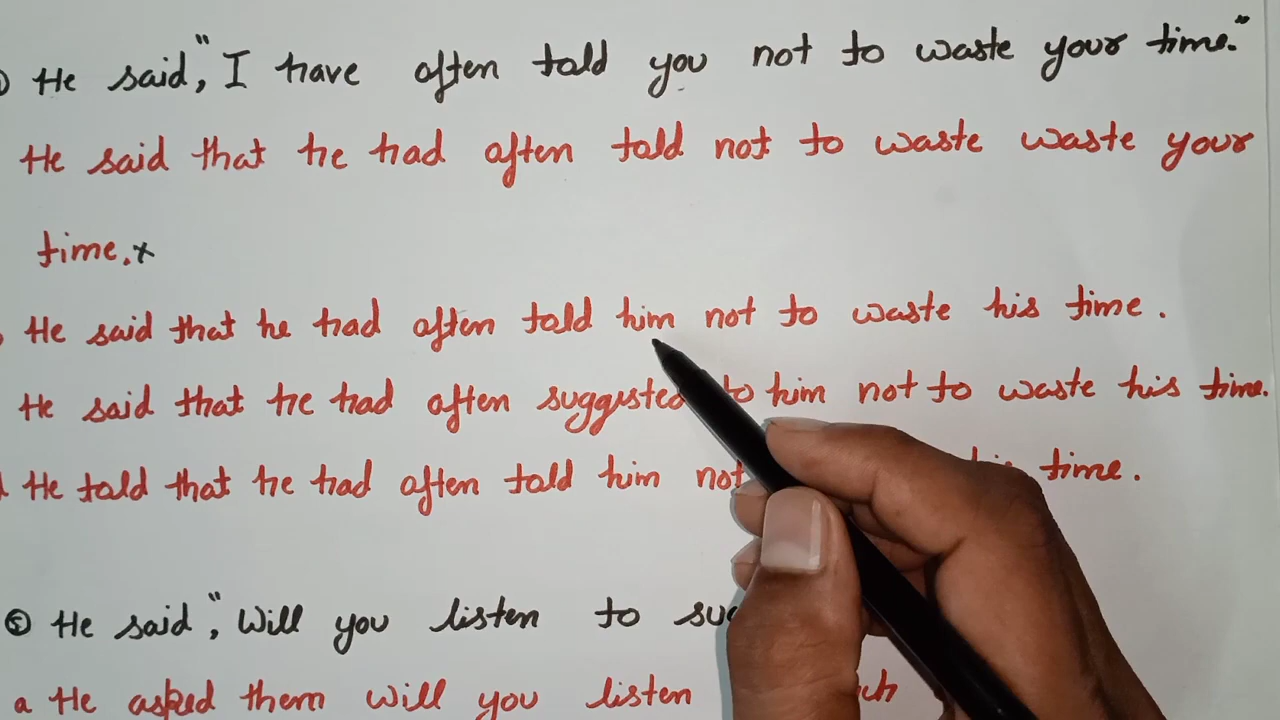 ) He said, "I have often told you not to waste your time."
He said that he had often told not to waste waste your
time. ×
He said that he had often told him not to waste his time.
He said that he had often suggested to him not to waste his time.
He told that he had often told him not his time.
⑤ He said, "Will you listen to
a He asked them will you listen